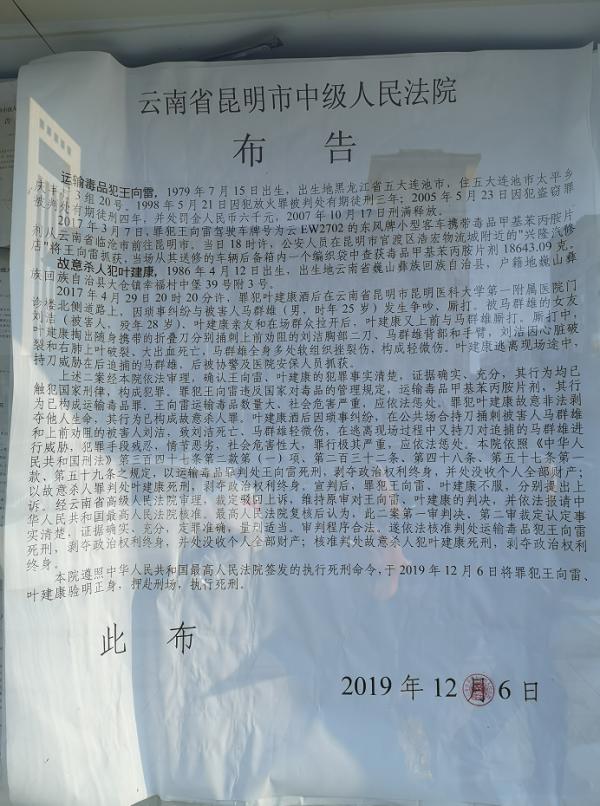 云南省昆明市中级人民法院
布 告
运输毒品犯王向雷，1979年7月15日出生，出生地黑龙江省五大连池市，住五大连池市太平乡
庆丰村3组20号。1998年5月21日因犯放火罪被判处有期徒刑三年；2005年5月23日因犯盗窃罪
被判处有期徒刑四年，并处罚金人民币六千元，2007年10月17日刑满释放。
2017年3月7日，罪犯王向雷驾驶车牌号为云EW2702的东风牌小型客车携带毒品甲基苯丙胺片
剂从云南省临沧市前往昆明市。当日18时许，公安人员在昆明市官渡区浩宏物流城附近的“兴隆汽修
店”将王向雷抓获，当场从其送修的车辆后备箱内一个编织袋中查获毒品甲基苯丙胺片剂18643.09克。
故意杀人犯叶建康，1986年4月12日出生，出生地云南省巍山彝族回族自治县，户籍地巍山彝
族回族自治县大仓镇幸福村中堡39号附3号。
2017年4月29日20时20分许，罪犯叶建康酒后在云南省昆明市昆明医科大学第一附属医院门
诊楼北侧道路上，因琐事纠纷与被害人马群雄（男，时年25岁）发生争吵、厮打。被马群雄的女友
刘洁（被害人，殁年28岁）、叶建康亲友和在场群众拉开后，叶建康又上前与马群雄厮打。厮打中，
叶建康掏出随身携带的折叠刀分别捅刺上前劝阻的刘洁胸部二刀、马群雄背部和手臂，刘洁因心脏破
裂和右肺上叶破裂、大出血死亡，马群雄全身多处软组织挫裂伤，构成轻微伤。叶建康逃离现场途中，
持刀威胁在后追捕的马群雄，后被协警及医院安保人员抓获。
上述二案经本院依法审理，确认王向雷、叶建康的犯罪事实清楚，证据确实、充分，其行为均已
触犯国家刑律，构成犯罪。罪犯王向雷违反国家对毒品的管理规定，运输毒品甲基苯丙胺片剂，其行
为已构成运输毒品罪。王向雷运输毒品数量大，社会危害严重，应依法惩处。罪犯叶建康故意非法剥
夺他人生命，其行为已构成故意杀人罪。叶建康酒后因琐事纠纷，在公共场合持刀捅刺被害人马群雄
和上前劝阻的被害人刘洁，致刘洁死亡、马群雄轻微伤，在逃离现场过程中又持刀对追捕的马群雄进
行威胁，犯罪手段残忍，情节恶劣，社会危害性大，罪行极其严重，应依法惩处。本院依照《中华人
民共和国刑法》第三百四十七条第二款第（一）项、第二百三十二条、第四十八条、第五十七条第一
款、第五十九条之规定，以运输毒品罪判处王向雷死刑，剥夺政治权利终身，并处没收个人全部财产；
以故意杀人罪判处叶建康死刑，剥夺政治权利终身。宣判后，罪犯王向雷、叶建康不服，分别提出上
诉。经云南省高级人民法院审理，裁定驳回上诉，维持原审对王向雷、叶建康的判决，并依法报请中
华人民共和国最高人民法院核准。最高人民法院复核后认为，此二案第一审判决、第二审裁定认定事
实清楚，证据确实、充分，定罪准确，量刑适当。审判程序合法，遂依法核准判处运输毒品犯王向雷
死刑，剥夺政治权利终身，并处没收个人全部财产；核准判处故意杀人犯叶建康死刑，剥夺政治权利
终身。
本院遵照中华人民共和国最高人民法院签发的执行死刑命令，于2019年12月6日将罪犯王向雷、
叶建康验明正身，押赴刑场，执行死刑。
此 布
2019年12月6日